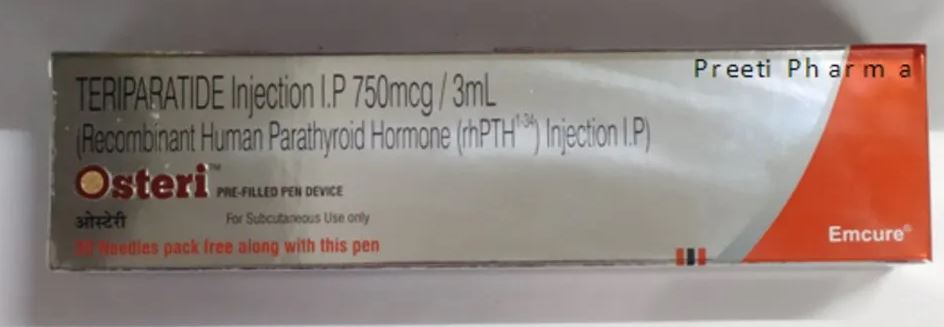 Preeti Pharma
TERIPARATIDE Injection I.P 750mcg / 3mL
(Recombinant Human Parathyroid Hormone (rhPTH¹⁻³⁴) Injection I.P)
Osteri™ PRE-FILLED PEN DEVICE
ओस्टेरी For Subcutaneous Use only
Needles pack free along with this pen
Emcure®